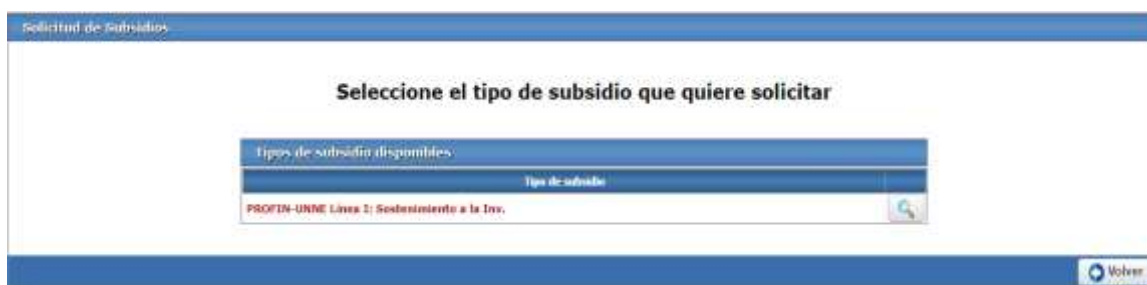 Solicitud de Subsidios
Seleccione el tipo de subsidio que quiere solicitar
Tipos de subsidio disponibles
Tipo de subsidio
PROFIN-UNNE Línea I: Sostenimiento a la Inv.
Volver